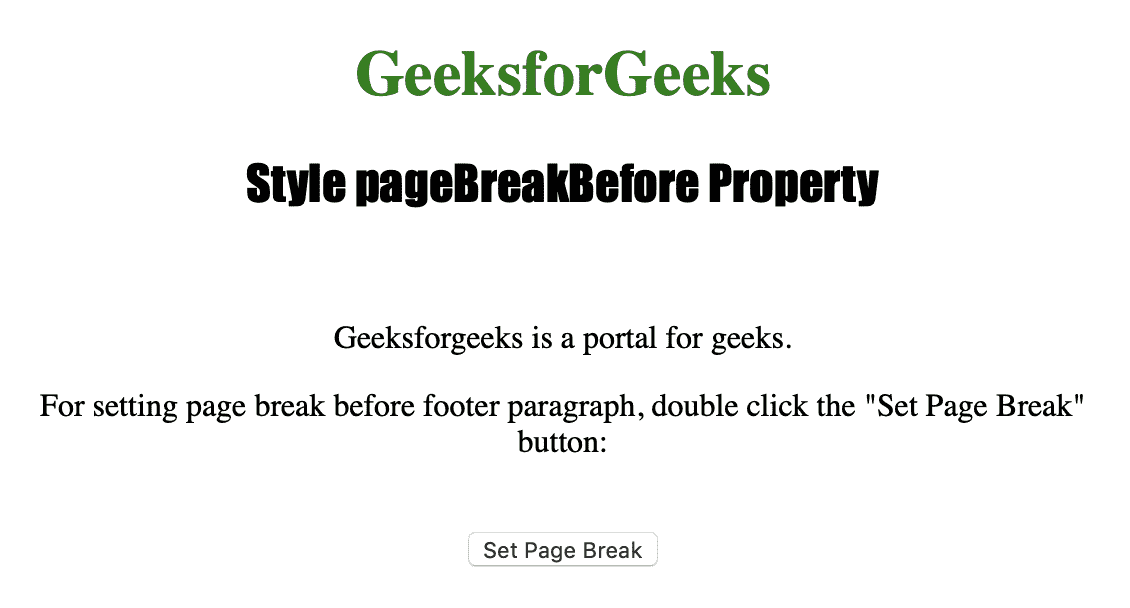 GeeksforGeeks
Style pageBreakBefore Property
Geeksforgeeks is a portal for geeks.
For setting page break before footer paragraph, double click the "Set Page Break"
button:
Set Page Break